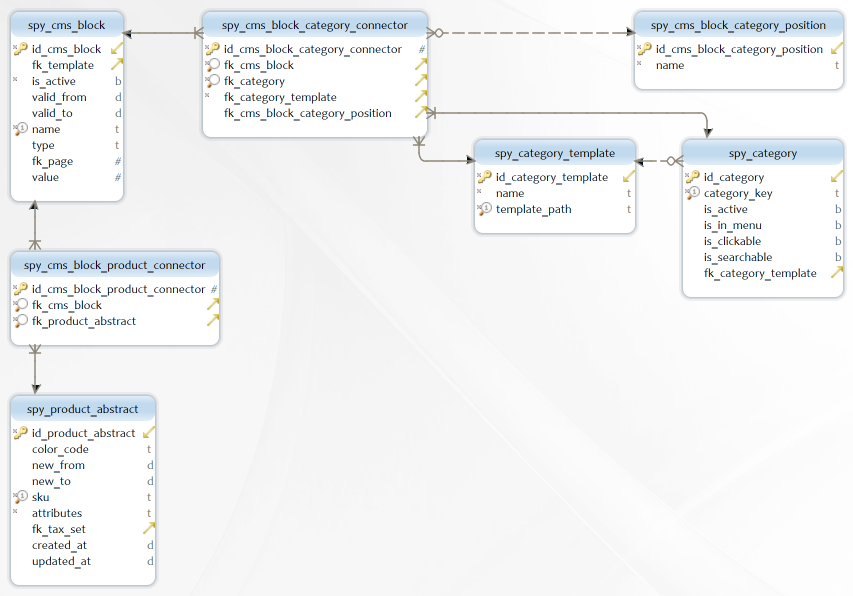 spy_cms_block
id_cms_block
fk_template
is_active b
valid_from d
valid_to d
name t
type t
fk_page #
value #
spy_cms_block_category_connector
id_cms_block_category_connector #
fk_cms_block
fk_category
fk_category_template
fk_cms_block_category_position
spy_cms_block_category_position
id_cms_block_category_position
name t
spy_category_template
id_category_template
name t
template_path t
spy_category
id_category
category_key t
is_active b
is_in_menu b
is_clickable b
is_searchable b
fk_category_template
spy_cms_block_product_connector
id_cms_block_product_connector #
fk_cms_block
fk_product_abstract
spy_product_abstract
id_product_abstract
color_code t
new_from d
new_to d
sku t
attributes t
fk_tax_set
created_at d
updated_at d